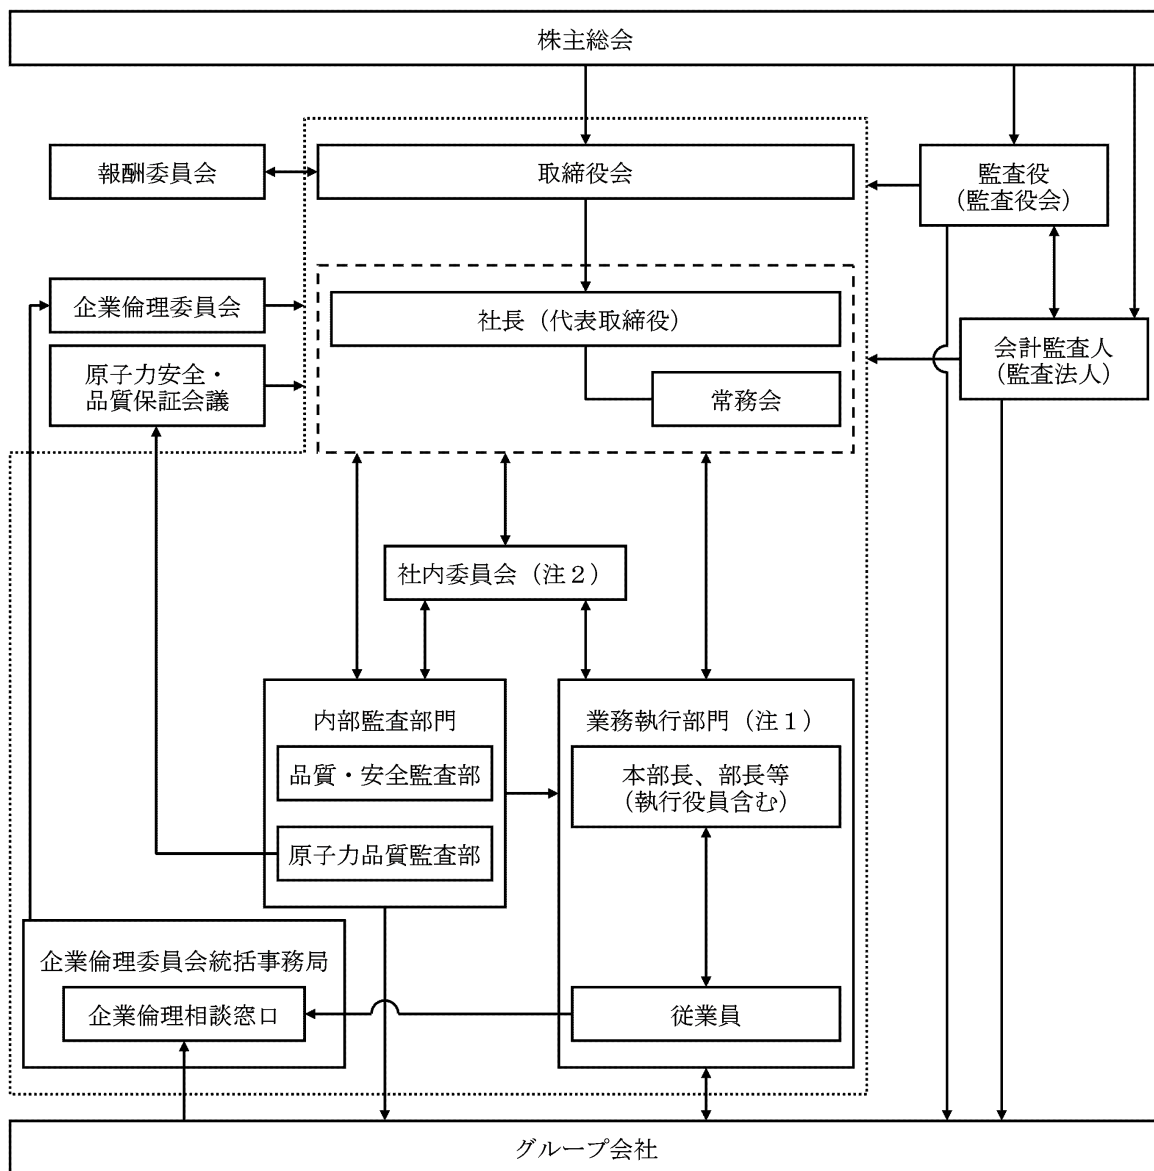 株主総会
報酬委員会
取締役会
監査役
（監査役会）
企業倫理委員会
社長（代表取締役）
会計監査人
（監査法人）
原子力安全・
品質保証会議
常務会
社内委員会（注２）
内部監査部門
業務執行部門（注１）
品質・安全監査部
本部長、部長等
（執行役員含む）
原子力品質監査部
企業倫理委員会統括事務局
企業倫理相談窓口
従業員
グループ会社